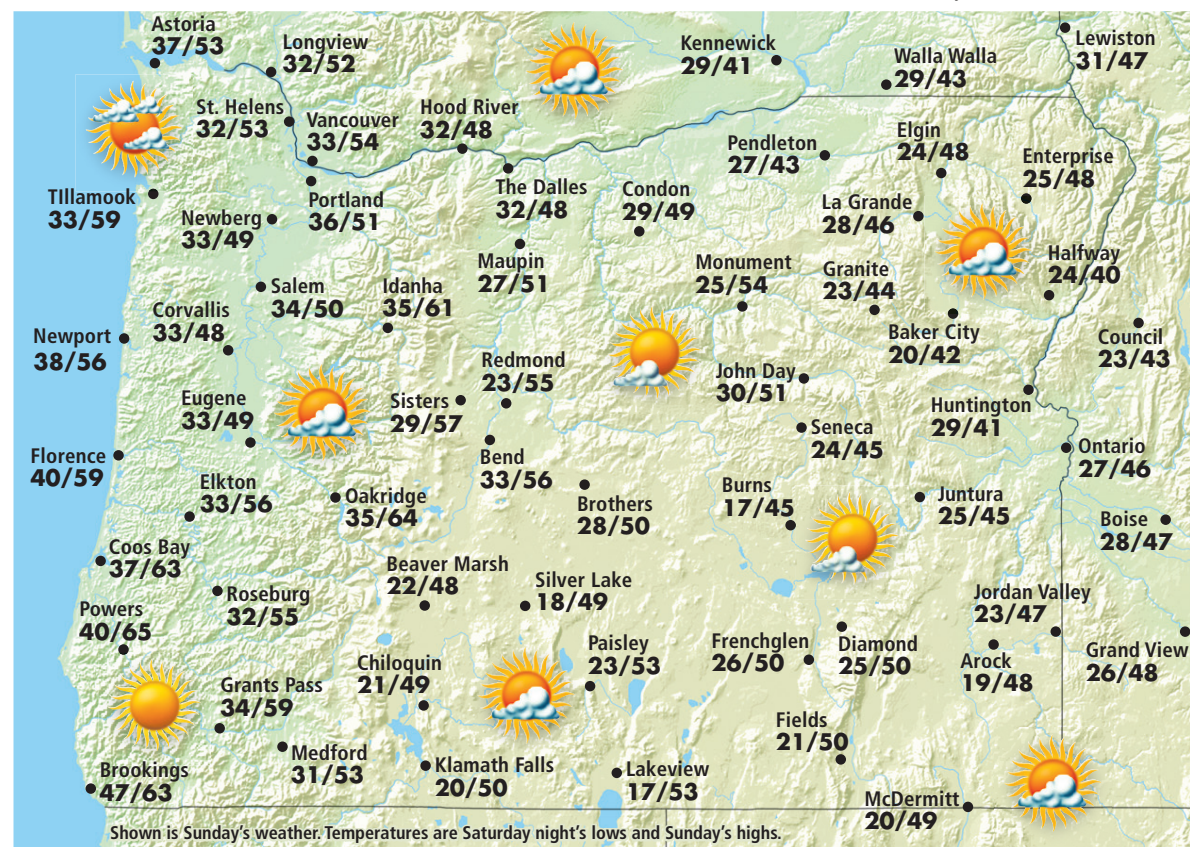 Astoria
37/53
Longview
32/52
Kennewick
29/41
Walla Walla
29/43
Lewiston
31/47
St. Helens
32/53
Vancouver
33/54
Hood River
32/48
Pendleton
27/43
Elgin
24/48
Enterprise
25/48
TIllamook
33/59
Newberg
33/49
Portland
36/51
The Dalles
32/48
Condon
29/49
La Grande
28/46
Maupin
27/51
Monument
25/54
Granite
23/44
Halfway
24/40
Salem
34/50
Idanha
35/61
Corvallis
33/48
Newport
38/56
Baker City
20/42
Council
23/43
Redmond
23/55
John Day
30/51
Eugene
33/49
Sisters
29/57
Huntington
29/41
Seneca
24/45
Florence
40/59
Bend
33/56
Ontario
27/46
Elkton
33/56
Oakridge
35/64
Brothers
28/50
Burns
17/45
Juntura
25/45
Boise
28/47
Coos Bay
37/63
Beaver Marsh
22/48
Silver Lake
18/49
Roseburg
32/55
Jordan Valley
23/47
Powers
40/65
Paisley
23/53
Frenchglen
26/50
Diamond
25/50
Arock
19/48
Grand View
26/48
Chiloquin
21/49
Grants Pass
34/59
Fields
21/50
Medford
31/53
Klamath Falls
20/50
Lakeview
17/53
Brookings
47/63
McDermitt
20/49
Shown is Sunday's weather. Temperatures are Saturday night's lows and Sunday's highs.